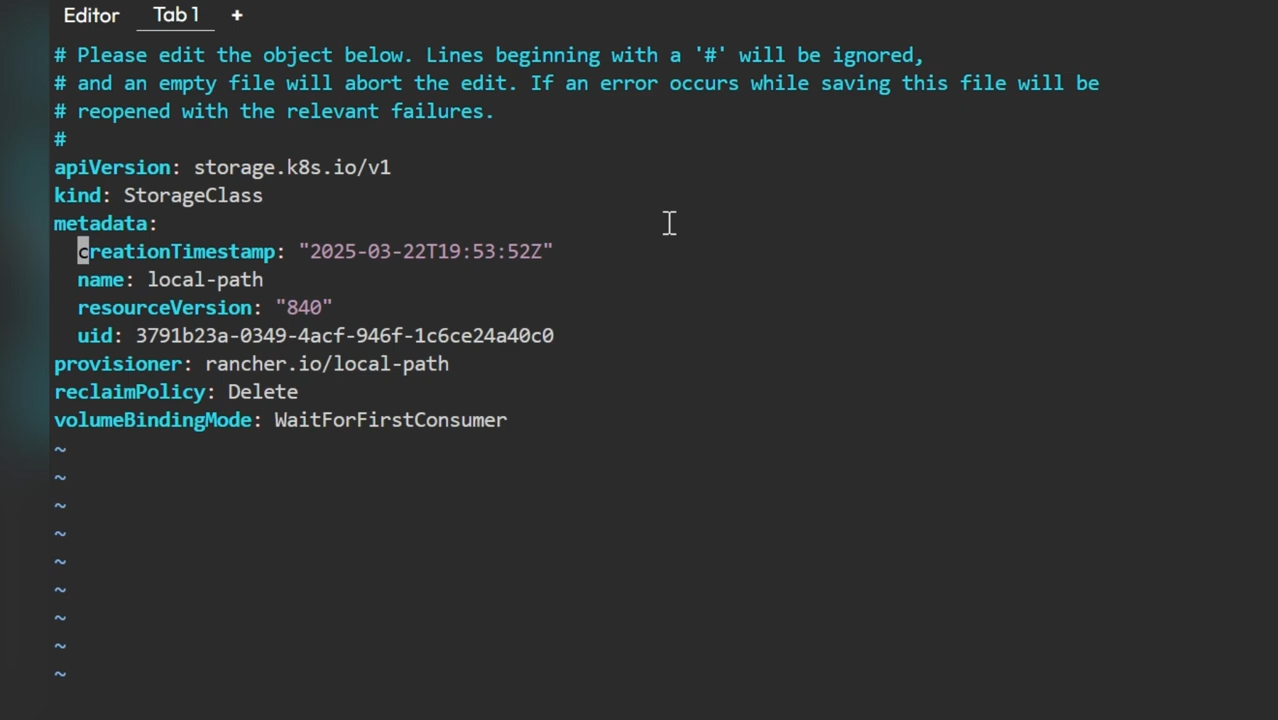 Editor Tab 1 +
# Please edit the object below. Lines beginning with a '#' will be ignored,
# and an empty file will abort the edit. If an error occurs while saving this file will be
# reopened with the relevant failures.
#
apiVersion: storage.k8s.io/v1
kind: StorageClass
metadata:
  creationTimestamp: "2025-03-22T19:53:52Z"
  name: local-path
  resourceVersion: "840"
  uid: 3791b23a-0349-4acf-946f-1c6ce24a40c0
provisioner: rancher.io/local-path
reclaimPolicy: Delete
volumeBindingMode: WaitForFirstConsumer
~
~
~
~
~
~
~
~
~